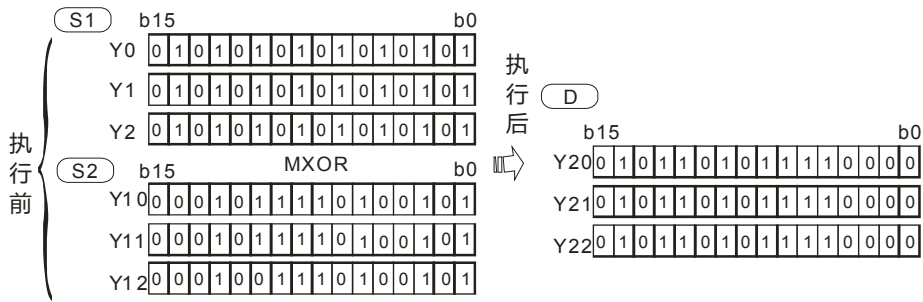 S1 b15 b0
Y0 0 1 0 1 0 1 0 1 0 1 0 1 0 1 0 1
Y1 0 1 0 1 0 1 0 1 0 1 0 1 0 1 0 1
Y2 0 1 0 1 0 1 0 1 0 1 0 1 0 1 0 1
执行前
S2 b15 MXOR b0
Y10 0 0 0 1 0 1 1 1 1 0 1 0 0 1 0 1
Y11 0 0 0 1 0 1 1 1 1 0 1 0 0 1 0 1
Y12 0 0 0 1 0 0 1 1 1 0 1 0 0 1 0 1
执行后
D
b15 b0
Y20 0 1 0 1 1 0 1 0 1 1 1 1 0 0 0 0
Y21 0 1 0 1 1 0 1 0 1 1 1 1 0 0 0 0
Y22 0 1 0 1 1 0 1 0 1 1 1 1 0 0 0 0